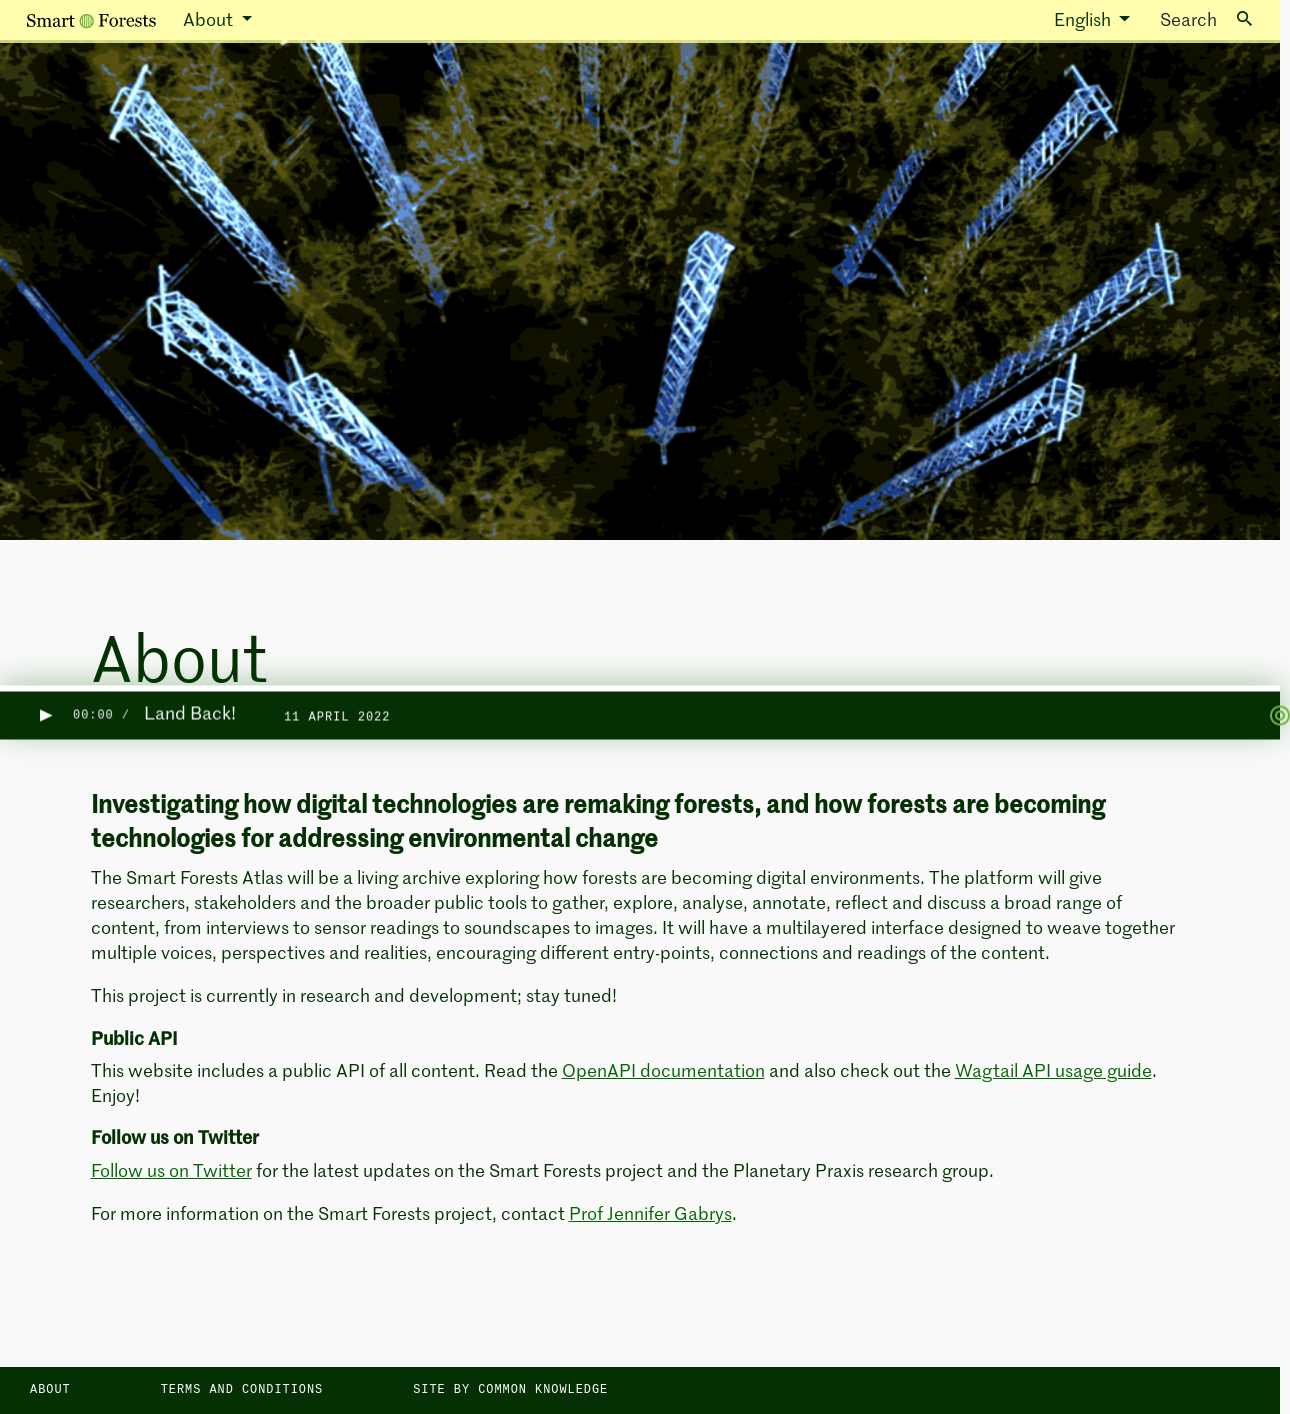 Smart Forests About English Search
About
00:00 / Land Back! 11 APRIL 2022
Investigating how digital technologies are remaking forests, and how forests are becoming
technologies for addressing environmental change
The Smart Forests Atlas will be a living archive exploring how forests are becoming digital environments. The platform will give
researchers, stakeholders and the broader public tools to gather, explore, analyse, annotate, reflect and discuss a broad range of
content, from interviews to sensor readings to soundscapes to images. It will have a multilayered interface designed to weave together
multiple voices, perspectives and realities, encouraging different entry-points, connections and readings of the content.
This project is currently in research and development; stay tuned!
Public API
This website includes a public API of all content. Read the OpenAPI documentation and also check out the Wagtail API usage guide.
Enjoy!
Follow us on Twitter
Follow us on Twitter for the latest updates on the Smart Forests project and the Planetary Praxis research group.
For more information on the Smart Forests project, contact Prof Jennifer Gabrys.
ABOUT TERMS AND CONDITIONS SITE BY COMMON KNOWLEDGE